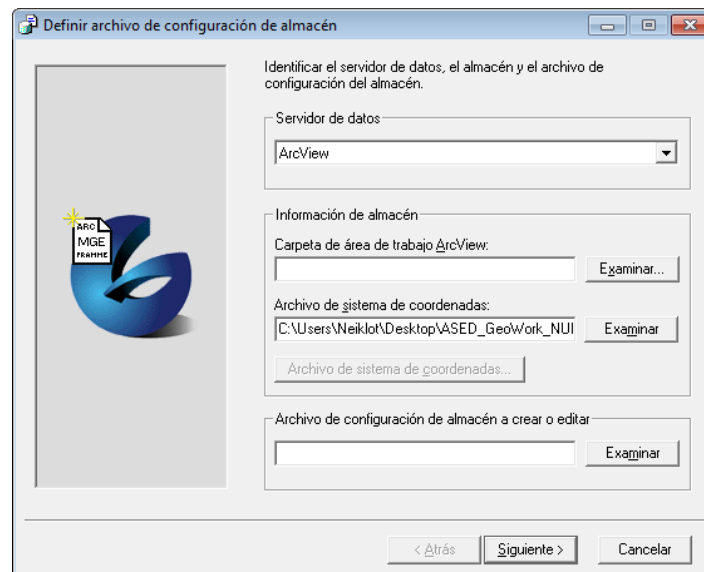 Definir archivo de configuración de almacén
Identificar el servidor de datos, el almacén y el archivo de
configuración del almacén.
Servidor de datos
ArcView
Información de almacén
Carpeta de área de trabajo ArcView:
Examinar...
Archivo de sistema de coordenadas:
C:\Users\Neiklot\Desktop\ASED_GeoWork_NUI
Examinar
Archivo de sistema de coordenadas...
Archivo de configuración de almacén a crear o editar
Examinar
ARC
MGE
FRAMME
< Atrás
Siguiente >
Cancelar